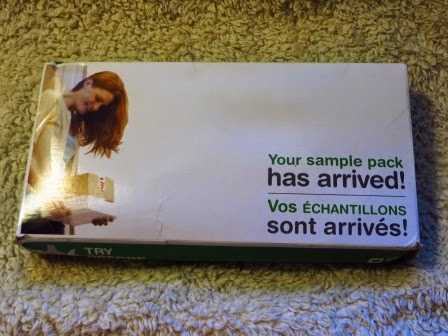 Your sample pack
has arrived!
Vos ÉCHANTILLONS
sont arrivés!
TRY